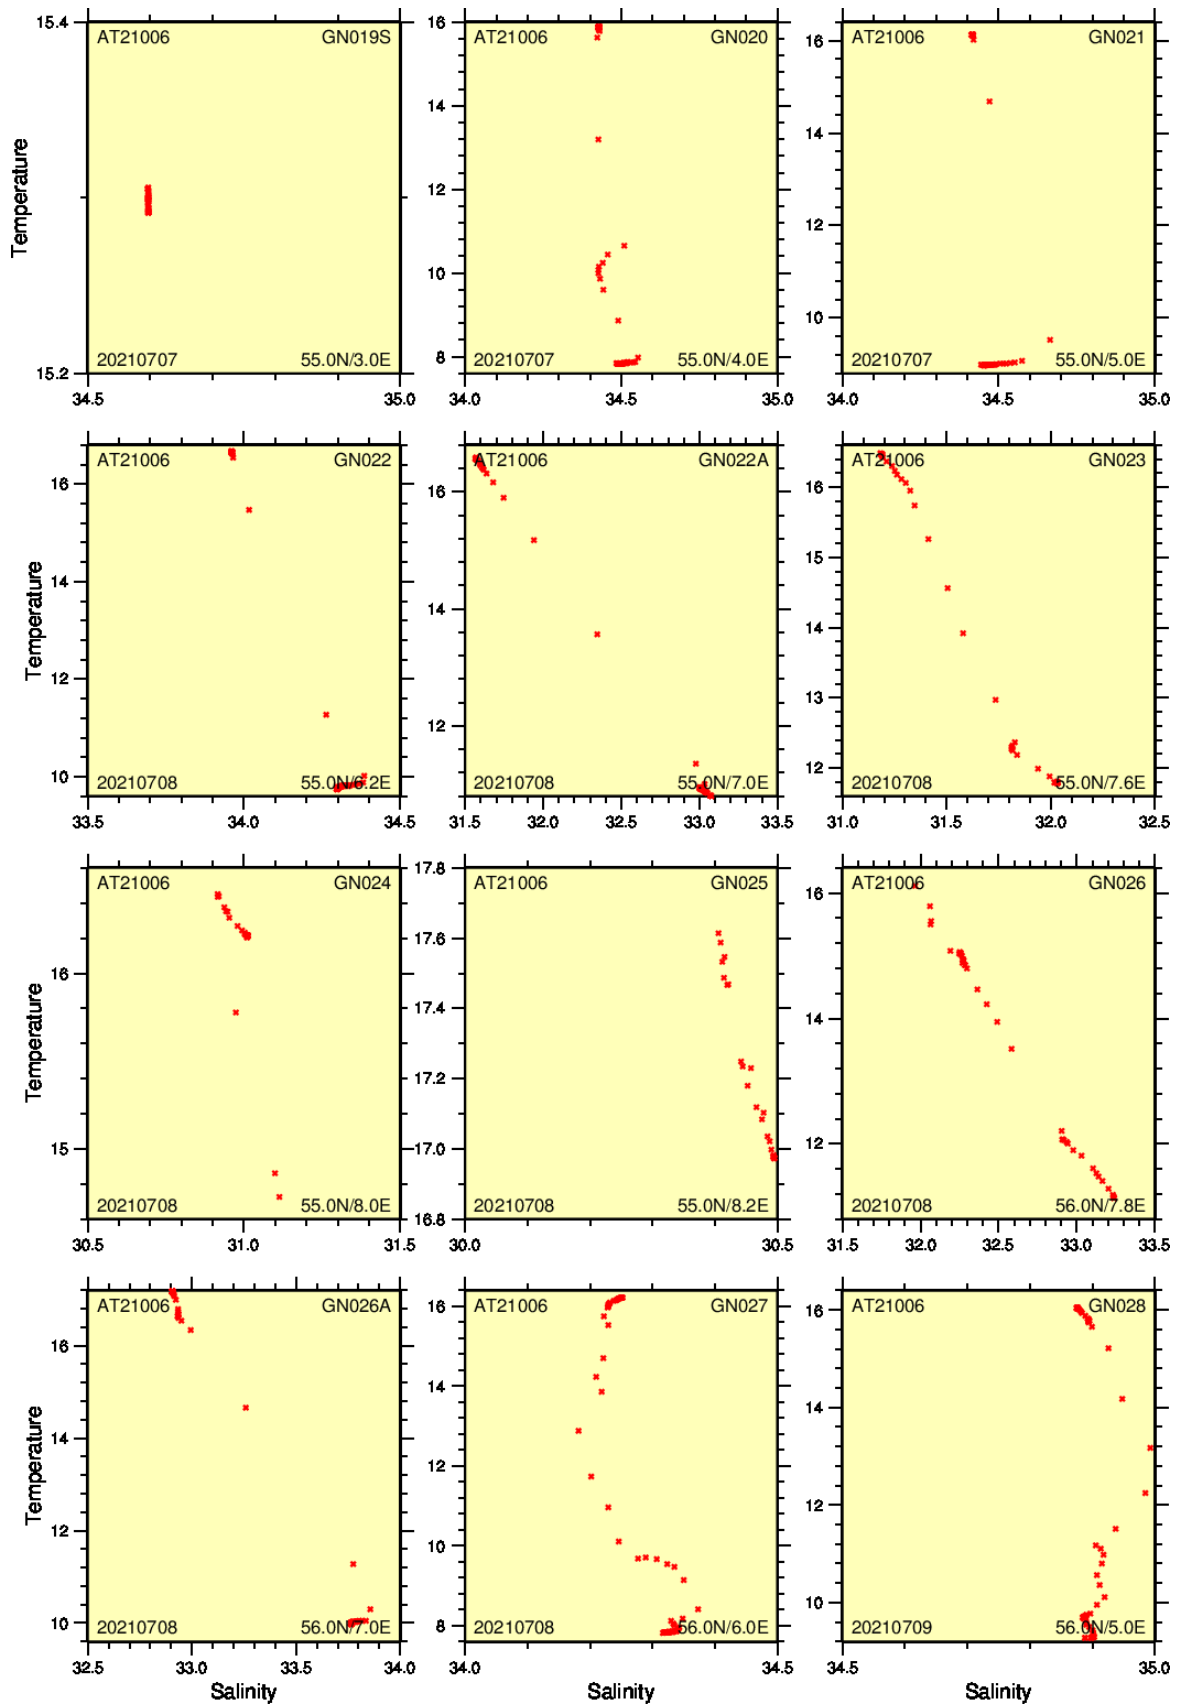 15.4
AT21006 GN019S
Temperature
20210707 55.0N/3.0E
15.2
34.5 35.0
16
AT21006 GN020
14
12
10
8
20210707 55.0N/4.0E
34.0 34.5 35.0
16
AT21006 GN021
14
12
10
20210707 55.0N/5.0E
34.0 34.5 35.0
AT21006 GN022
16
14
Temperature
12
10
20210708 55.0N/6.2E
33.5 34.0 34.5
AT21006 GN022A
16
14
12
20210708 55.0N/7.0E
31.5 32.0 32.5 33.0 33.5
AT21006 GN023
16
15
14
13
12
20210708 55.0N/7.6E
31.0 31.5 32.0 32.5
AT21006 GN024
16
Temperature
15
20210708 55.0N/8.0E
30.5 31.0 31.5
17.8
AT21006 GN025
17.6
17.4
17.2
17.0
20210708 55.0N/8.2E
16.8
30.0 30.5
16
AT21006 GN026
14
12
20210708 56.0N/7.8E
31.5 32.0 32.5 33.0 33.5
AT21006 GN026A
16
14
Temperature
12
10
20210708 56.0N/7.0E
32.5 33.0 33.5 34.0
Salinity
16
AT21006 GN027
14
12
10
8
20210708 56.0N/6.0E
34.0 34.5
Salinity
16
AT21006 GN028
14
12
10
20210709 56.0N/5.0E
34.5 35.0
Salinity